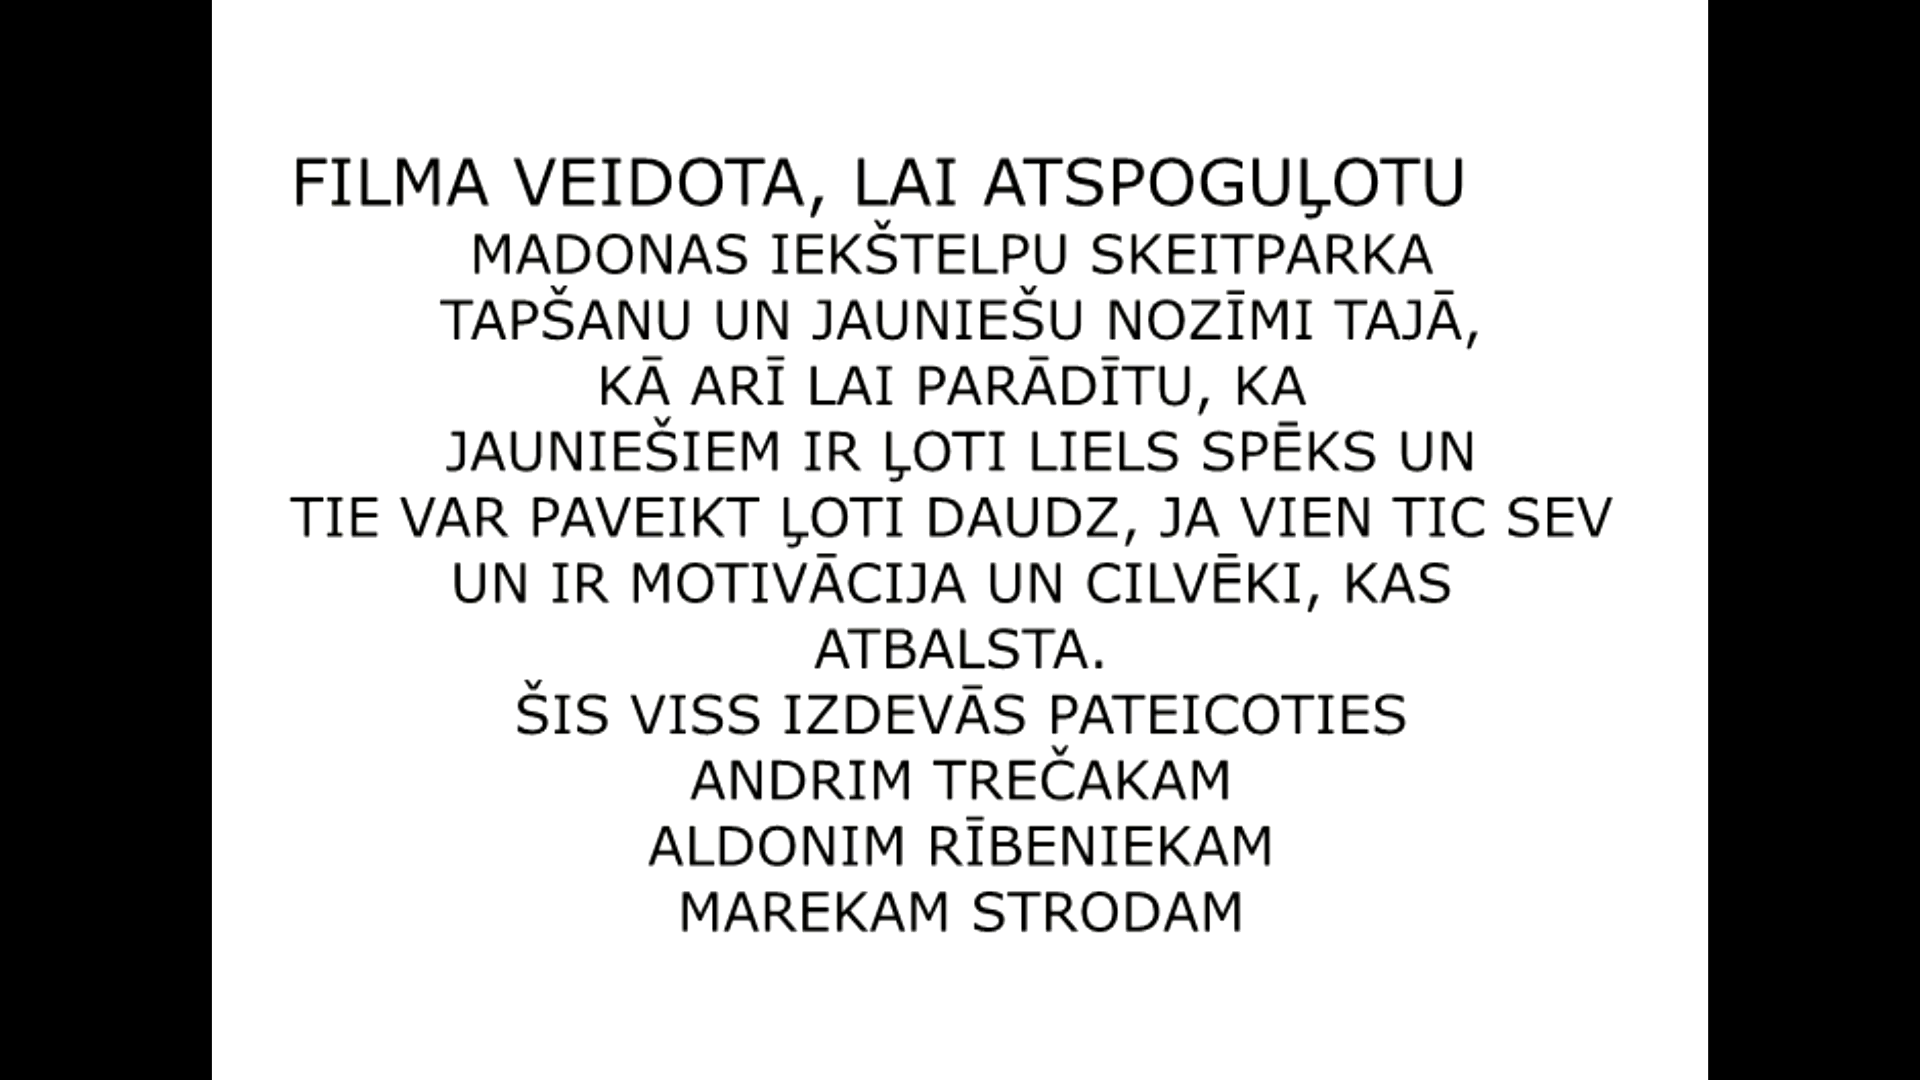 FILMA VEIDOTA, LAI ATSPOGUĻOTU
MADONAS IEKŠTELPU SKEITPARKA
TAPŠANU UN JAUNIEŠU NOZĪMI TAJĀ,
KĀ ARĪ LAI PARĀDĪTU, KA
JAUNIEŠIEM IR ĻOTI LIELS SPĒKS UN
TIE VAR PAVEIKT ĻOTI DAUDZ, JA VIEN TIC SEV
UN IR MOTIVĀCIJA UN CILVĒKI, KAS
ATBALSTA.
ŠIS VISS IZDEVĀS PATEICOTIES
ANDRIM TREČAKAM
ALDONIM RĪBENIEKAM
MAREKAM STRODAM